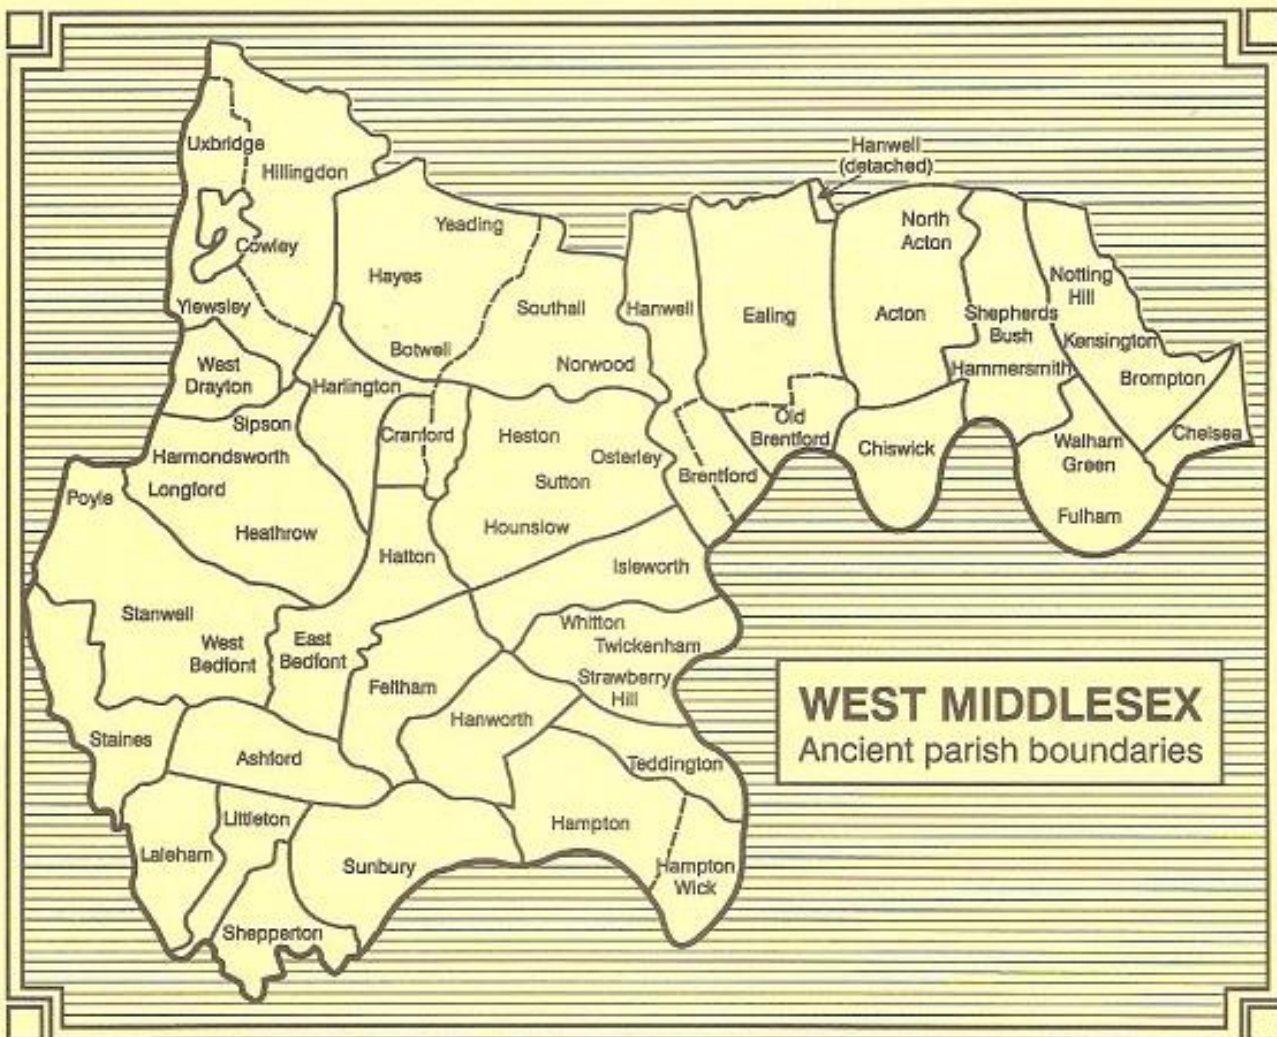 Hanwell
(detached)
Uxbridge
Hillingdon
North
Acton
Yeading
Cowley
Notting
Hill
Hayes
Yiewsley
Southall
Hanwell
Ealing
Acton
Shepherds
Bush
Kensington
Botwell
West
Drayton
Norwood
Hammersmith
Brompton
Harlington
Sipson
Cranford
Heston
Old
Brentford
Chiswick
Walham
Green
Chelsea
Harmondsworth
Osterley
Poyle
Longford
Sutton
Brentford
Fulham
Heathrow
Hounslow
Hatton
Isleworth
Stanwell
West
Bedfont
East
Bedfont
Whitton
Twickenham
Feltham
Strawberry
Hill
Hanworth
WEST MIDDLESEX
Ancient parish boundaries
Staines
Ashford
Teddington
Littleton
Hampton
Laleham
Sunbury
Hampton
Wick
Shepperton